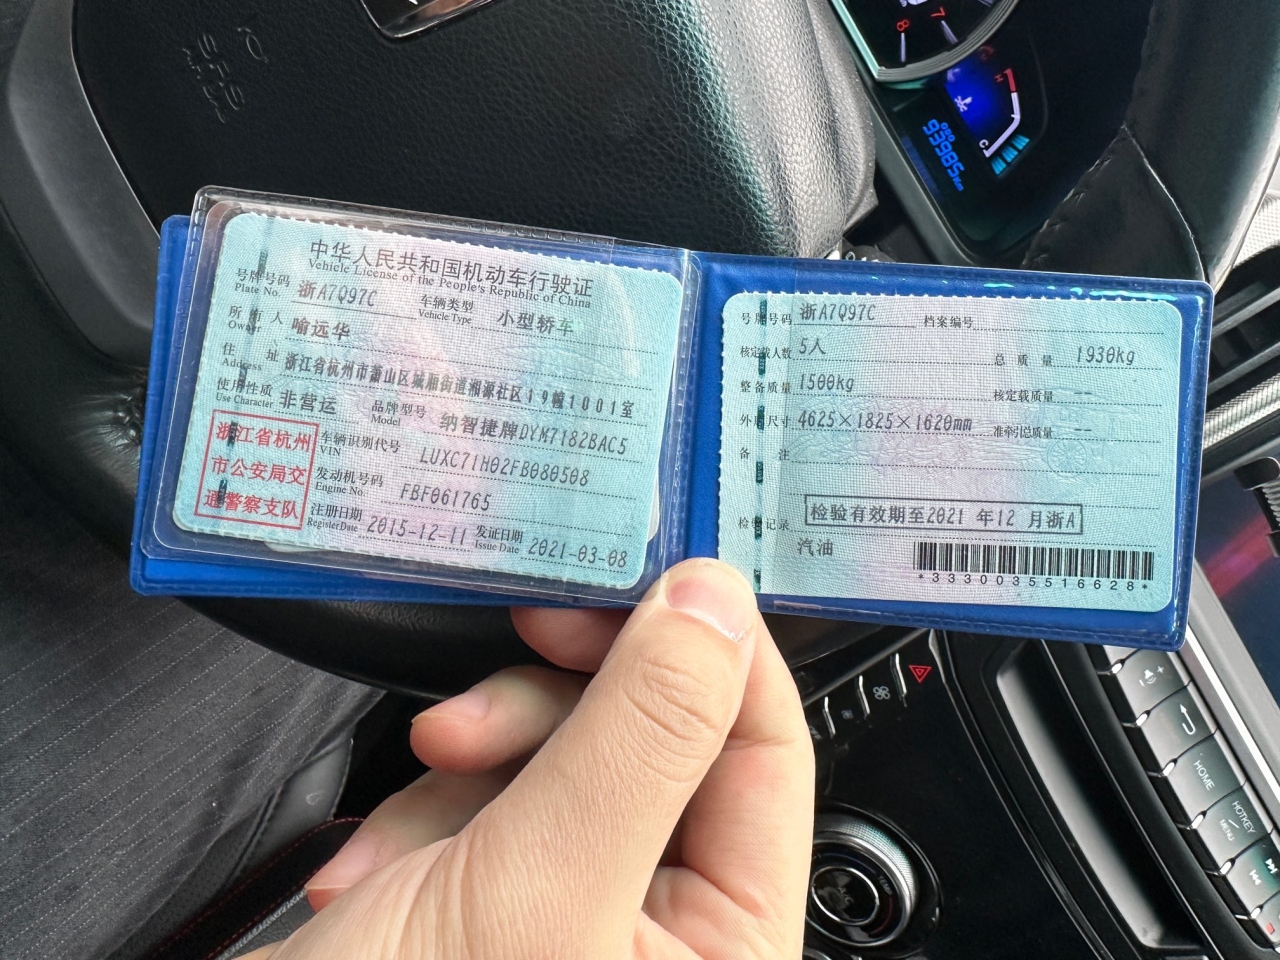 SRS
8
7
H
C
ODO
93985km
中华人民共和国机动车行驶证
Vehicle License of the People's Republic of China
号牌号码 浙A7Q97C 车辆类型 小型轿车
Plate No. Vehicle Type
所有人 喻远华
Owner
住址 浙江省杭州市萧山区城厢街道湘源社区19幢1001室
Address
使用性质 非营运 品牌型号 纳智捷牌DYM7182BAC5
Use Character Model
浙江省杭州
市公安局交
通警察支队
车辆识别代号 LUXC71H02FB080508
VIN
发动机号码 FBF061765
Engine No.
注册日期 2015-12-11 发证日期 2021-03-08
Register Date Issue Date
号牌号码 浙A7Q97C 档案编号
核定载人数 5人 总质量 1930kg
整备质量 1500kg 核定载质量 --
外廓尺寸 4625×1825×1620mm 准牵引总质量 --
备注
检验记录 检验有效期至2021 年12 月浙A
汽油
*3330035516628*
HOME
HOTKEY
MENU